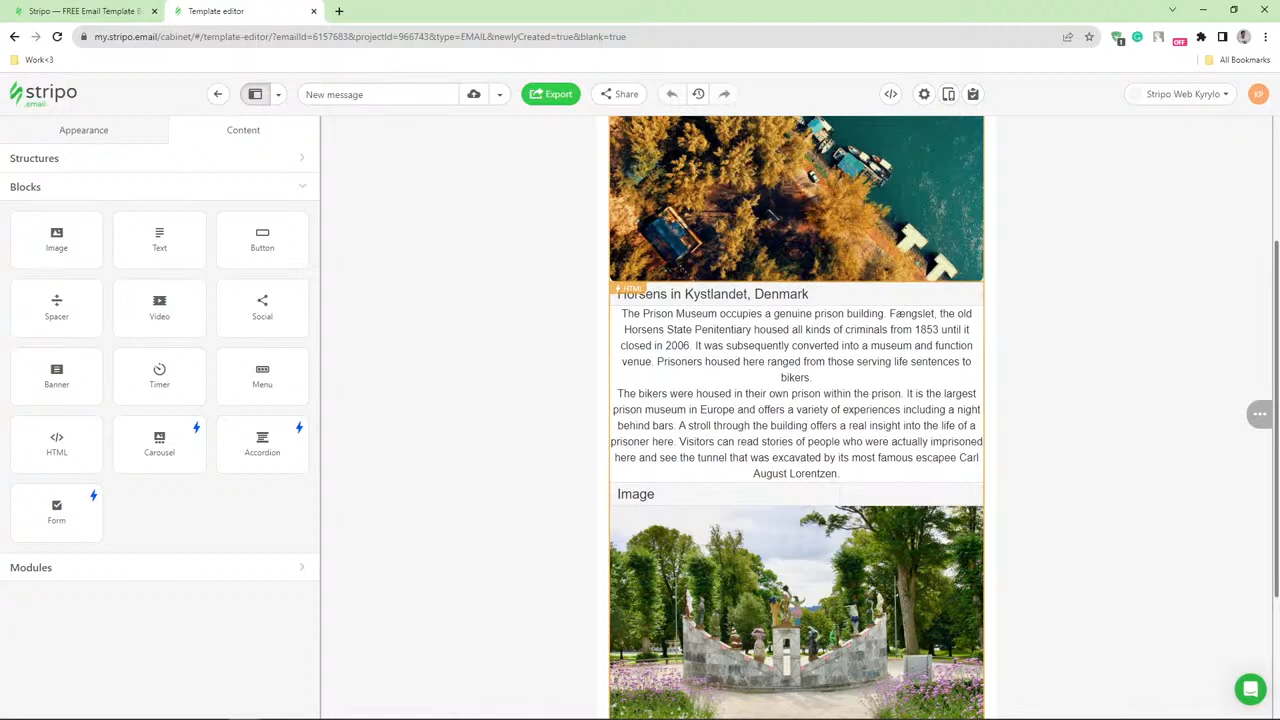 Stripo — FREE Email Template B
Template editor
my.stripo.email/cabinet/#/template-editor/?emailId=6157683&projectId=966743&type=EMAIL&newlyCreated=true&blank=true
1
OFF
Work<3
All Bookmarks
stripo
.email
New message
Export
Share
Stripo Web Kyrylo
KP
Appearance
Content
Structures
Blocks
Image
Text
Button
Spacer
Video
Social
Banner
Timer
Menu
HTML
Carousel
Accordion
Form
Modules
HTML
Horsens in Kystlandet, Denmark
The Prison Museum occupies a genuine prison building. Fængslet, the old
Horsens State Penitentiary housed all kinds of criminals from 1853 until it
closed in 2006. It was subsequently converted into a museum and function
venue. Prisoners housed here ranged from those serving life sentences to
bikers.
The bikers were housed in their own prison within the prison. It is the largest
prison museum in Europe and offers a variety of experiences including a night
behind bars. A stroll through the building offers a real insight into the life of a
prisoner here. Visitors can read stories of people who were actually imprisoned
here and see the tunnel that was excavated by its most famous escapee Carl
August Lorentzen.
Image